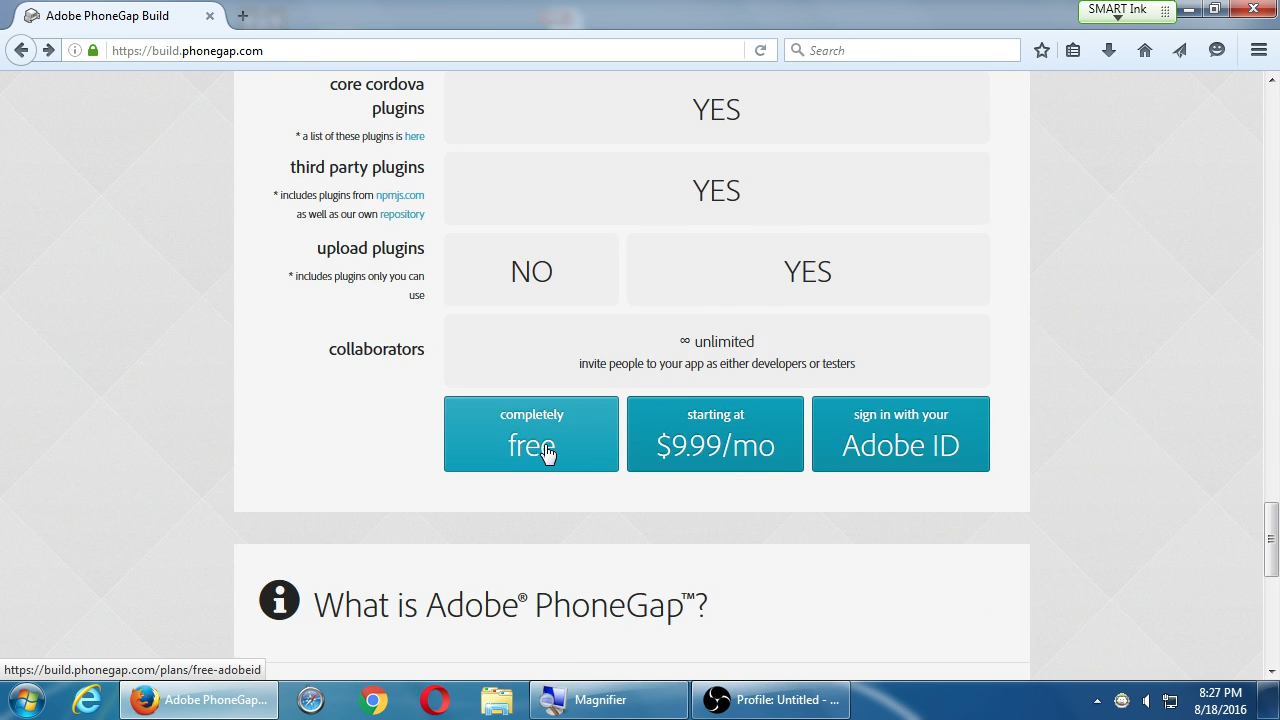 Adobe PhoneGap Build
SMART Ink
https://build.phonegap.com
Search
core cordova
plugins
* a list of these plugins is here
YES
third party plugins
* includes plugins from npmjs.com
as well as our own repository
YES
upload plugins
* includes plugins only you can
use
NO
YES
collaborators
∞ unlimited
invite people to your app as either developers or testers
completely
free
starting at
$9.99/mo
sign in with your
Adobe ID
What is Adobe® PhoneGap™?
https://build.phonegap.com/plans/free-adobeid
Adobe PhoneGap...
Magnifier
Profile: Untitled - ...
8:27 PM
8/18/2016